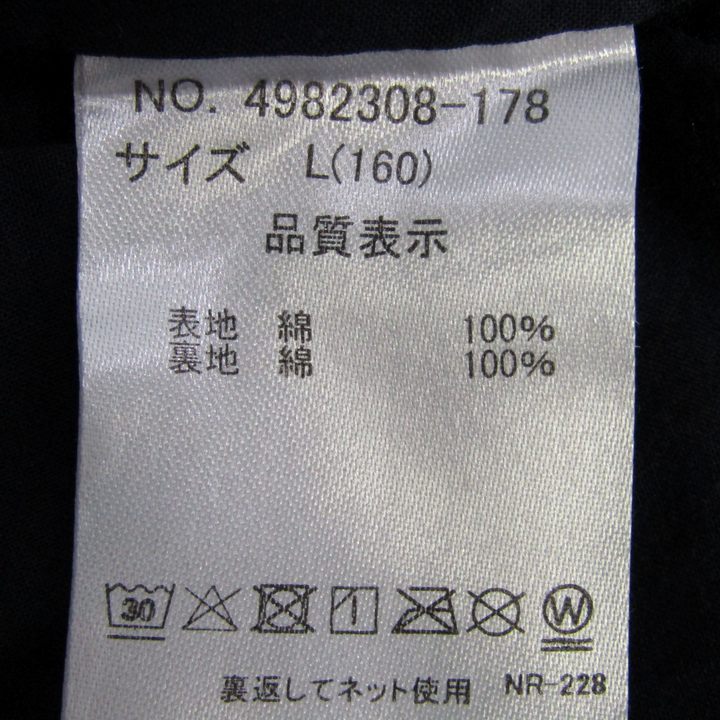 NO. 4982308-178
サイズ L(160)
品質表示
表地 綿 100%
裏地 綿 100%
30 W
裏返してネット使用 NR-228